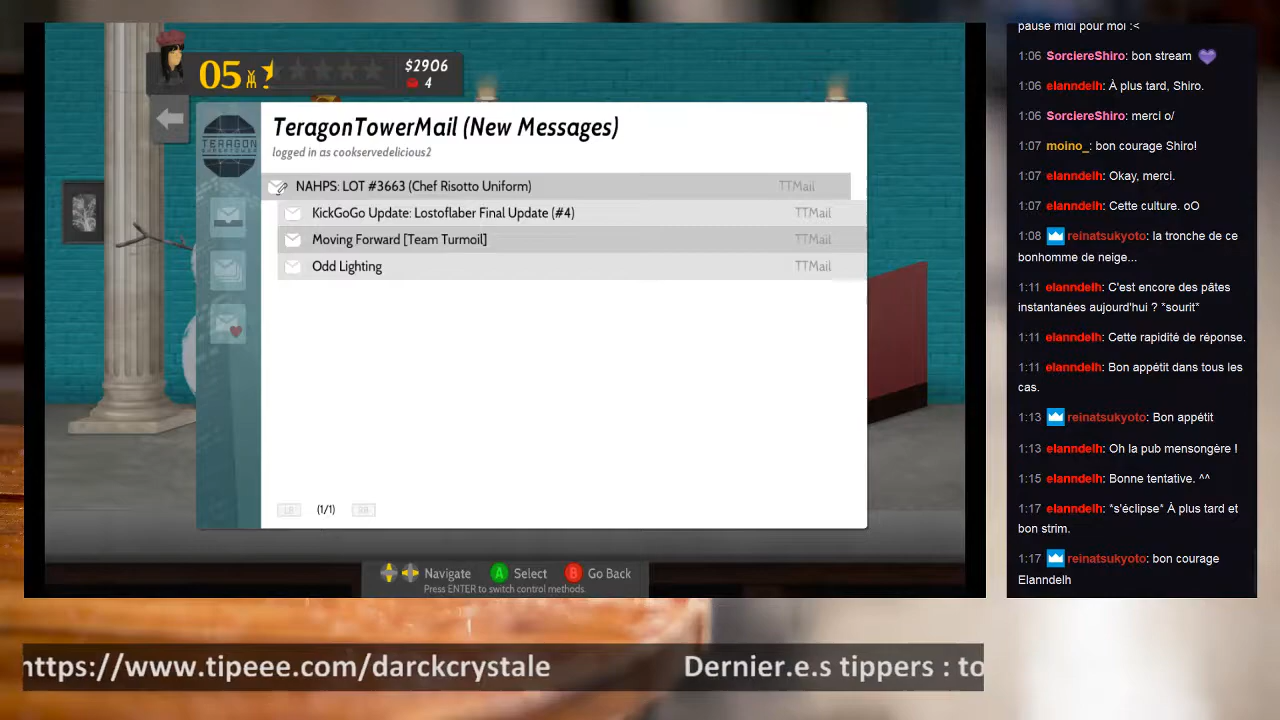 05
$2906
4
TeragonTowerMail (New Messages)
logged in as cookservedelicious2
TERAGON
NAHPS: LOT #3663 (Chef Risotto Uniform) TTMail
KickGoGo Update: Lostoflaber Final Update (#4) TTMail
Moving Forward [Team Turmoil] TTMail
Odd Lighting TTMail
LB (1/1) RB
Navigate A Select B Go Back
Press ENTER to switch control methods.
pause midi pour moi :<
1:06 SorciereShiro: bon stream
1:06 elanndelh: À plus tard, Shiro.
1:06 SorciereShiro: merci o/
1:07 moino_: bon courage Shiro!
1:07 elanndelh: Okay, merci.
1:07 elanndelh: Cette culture. oO
1:08 reinatsukyoto: la tronche de ce
bonhomme de neige...
1:11 elanndelh: C'est encore des pâtes
instantanées aujourd'hui ? *sourit*
1:11 elanndelh: Cette rapidité de réponse.
1:11 elanndelh: Bon appétit dans tous les
cas.
1:13 reinatsukyoto: Bon appétit
1:13 elanndelh: Oh la pub mensongère !
1:15 elanndelh: Bonne tentative. ^^
1:17 elanndelh: *s'éclipse* À plus tard et
bon strim.
1:17 reinatsukyoto: bon courage
Elanndelh
https://www.tipeee.com/darckcrystale Dernier.e.s tippers : to